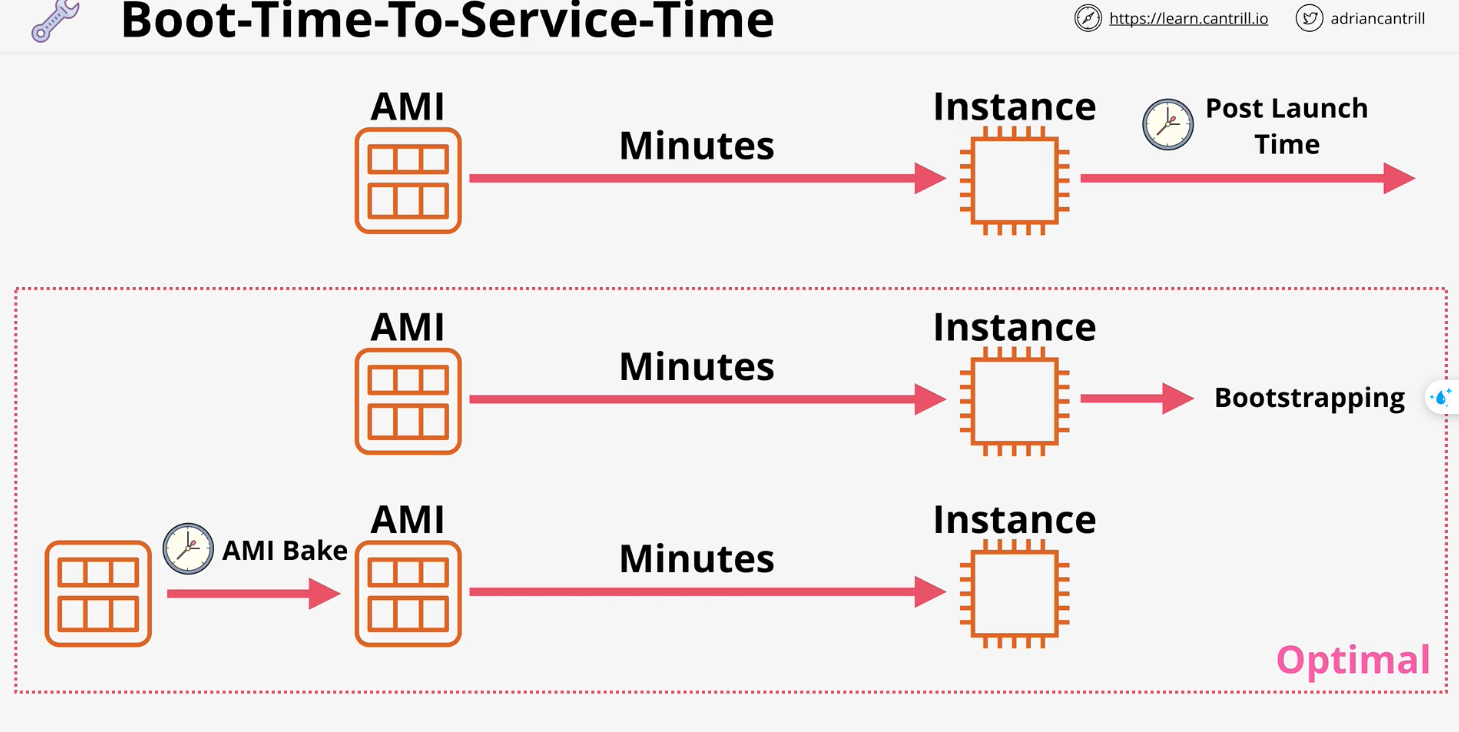 Boot-Time-To-Service-Time
https://learn.cantrill.io
adriancantrill
AMI
Minutes
Instance
Post Launch
Time
AMI
Minutes
Instance
Bootstrapping
AMI Bake
AMI
Minutes
Instance
Optimal